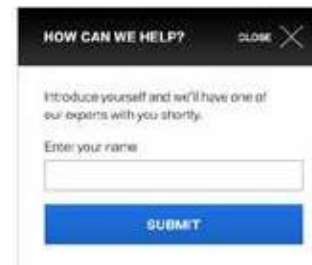 HOW CAN WE HELP? CLOSE
Introduce yourself and we'll have one of
our experts with you shortly.
Enter your name
SUBMIT